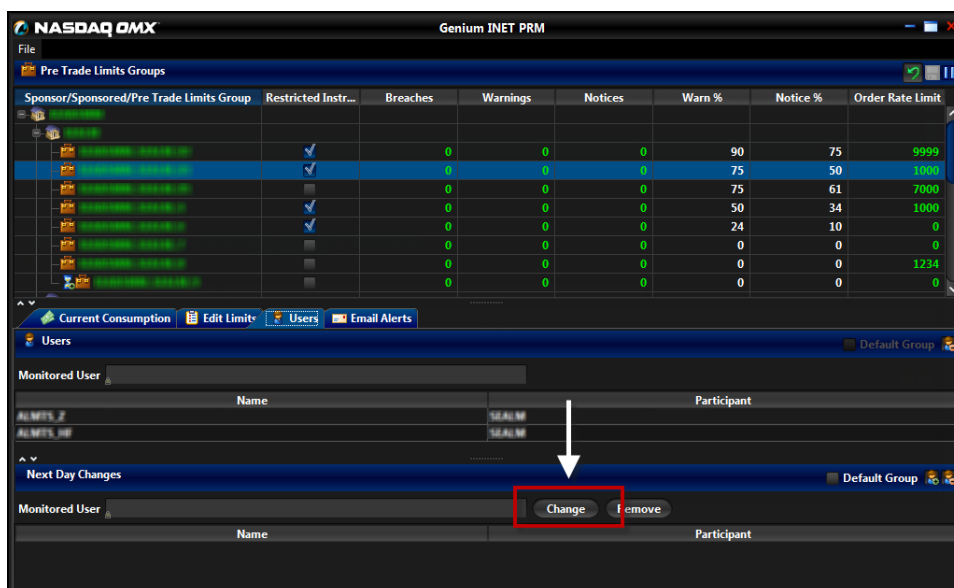 NASDAQ OMX Genium INET PRM
File
Pre Trade Limits Groups
Sponsor/Sponsored/Pre Trade Limits Group Restricted Instr... Breaches Warnings Notices Warn % Notice % Order Rate Limit
0 0 0 90 75 9999
0 0 0 75 50 1000
0 0 0 75 61 7000
0 0 0 50 34 1000
0 0 0 24 10 0
0 0 0 0 0 0
0 0 0 0 0 1234
0 0 0 0 0 0
Current Consumption Edit Limits Users Email Alerts
Users Default Group
Monitored User
Name Participant
Next Day Changes Default Group
Monitored User Change Remove
Name Participant